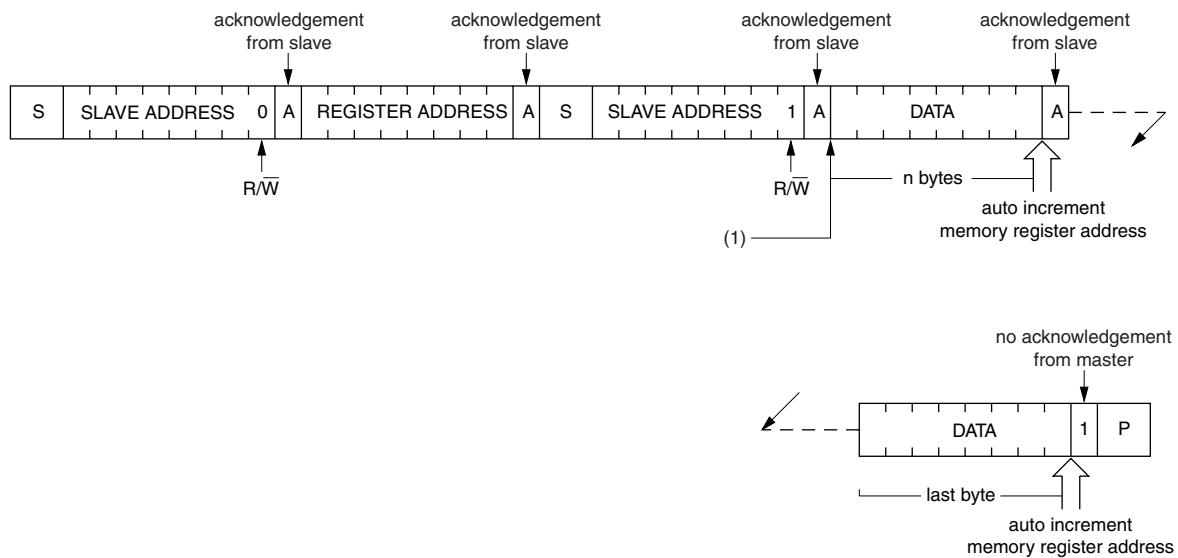 acknowledgement
from slave
acknowledgement
from slave
acknowledgement
from slave
acknowledgement
from slave
S SLAVE ADDRESS 0 A REGISTER ADDRESS A S SLAVE ADDRESS 1 A DATA A
R/W̅
R/W̅
n bytes
auto increment
memory register address
(1)
no acknowledgement
from master
DATA 1 P
last byte
auto increment
memory register address